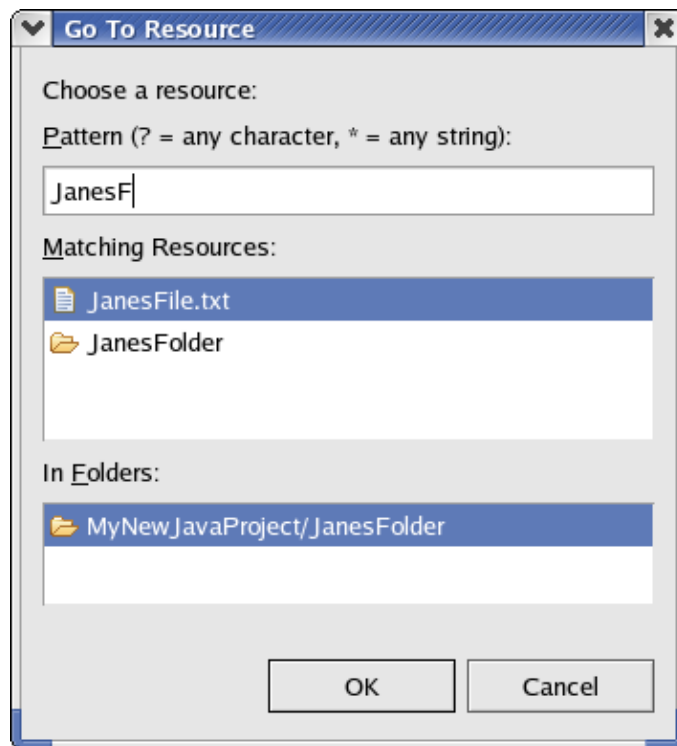 Go To Resource
Choose a resource:
Pattern (? = any character, * = any string):
JanesF
Matching Resources:
JanesFile.txt
JanesFolder
In Folders:
MyNewJavaProject/JanesFolder
OK Cancel